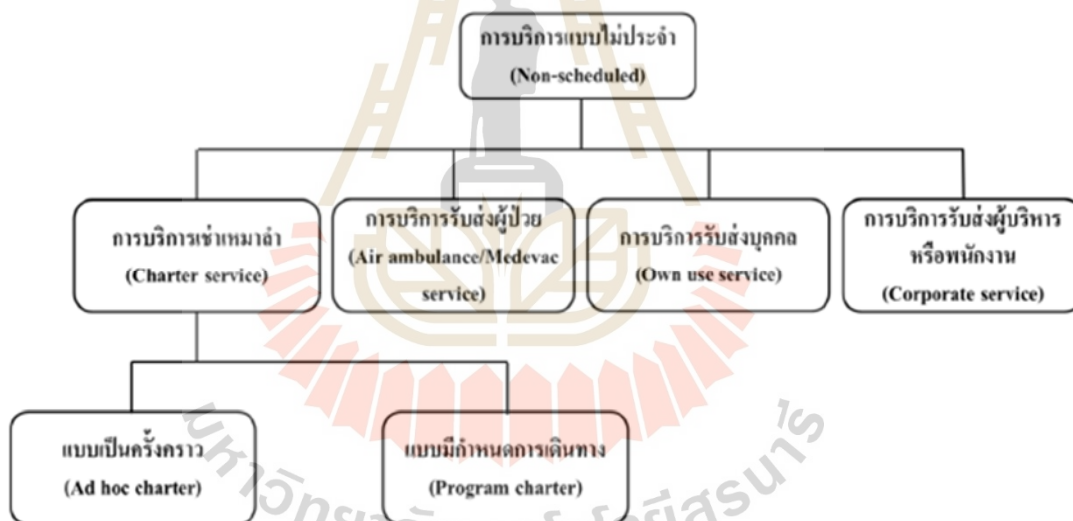 การบริการแบบไม่ประจำ
(Non-scheduled)
การบริการเช่าเหมาลำ
(Charter service)
การบริการรับส่งผู้ป่วย
(Air ambulance/Medevac
service)
การบริการรับส่งบุคคล
(Own use service)
การบริการรับส่งผู้บริหาร
หรือพนักงาน
(Corporate service)
แบบเป็นครั้งคราว
(Ad hoc charter)
แบบมีกำหนดการเดินทาง
(Program charter)